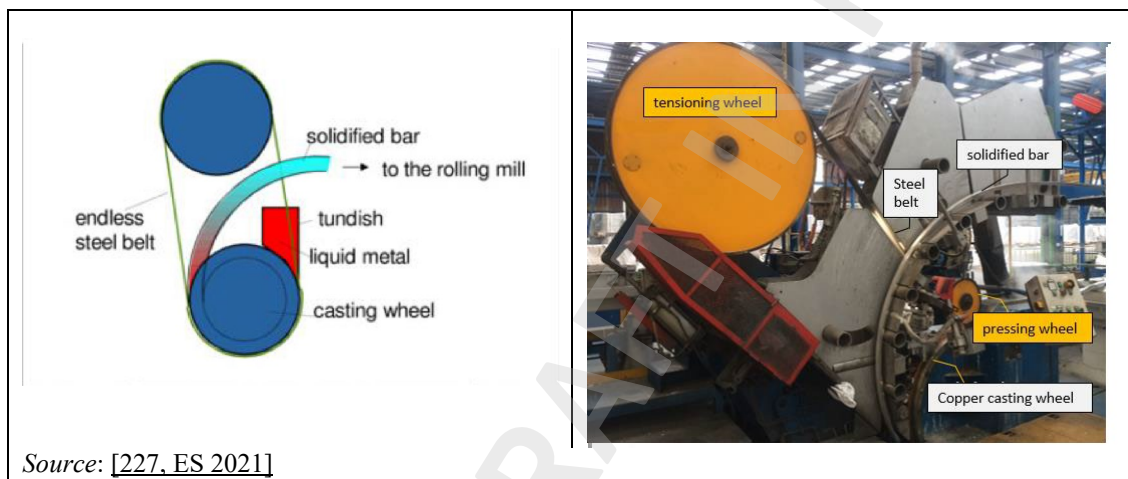 solidified bar
to the rolling mill
endless
steel belt
tundish
liquid metal
casting wheel
Source: [227, ES 2021]
tensioning wheel
solidified bar
Steel
belt
pressing wheel
Copper casting wheel